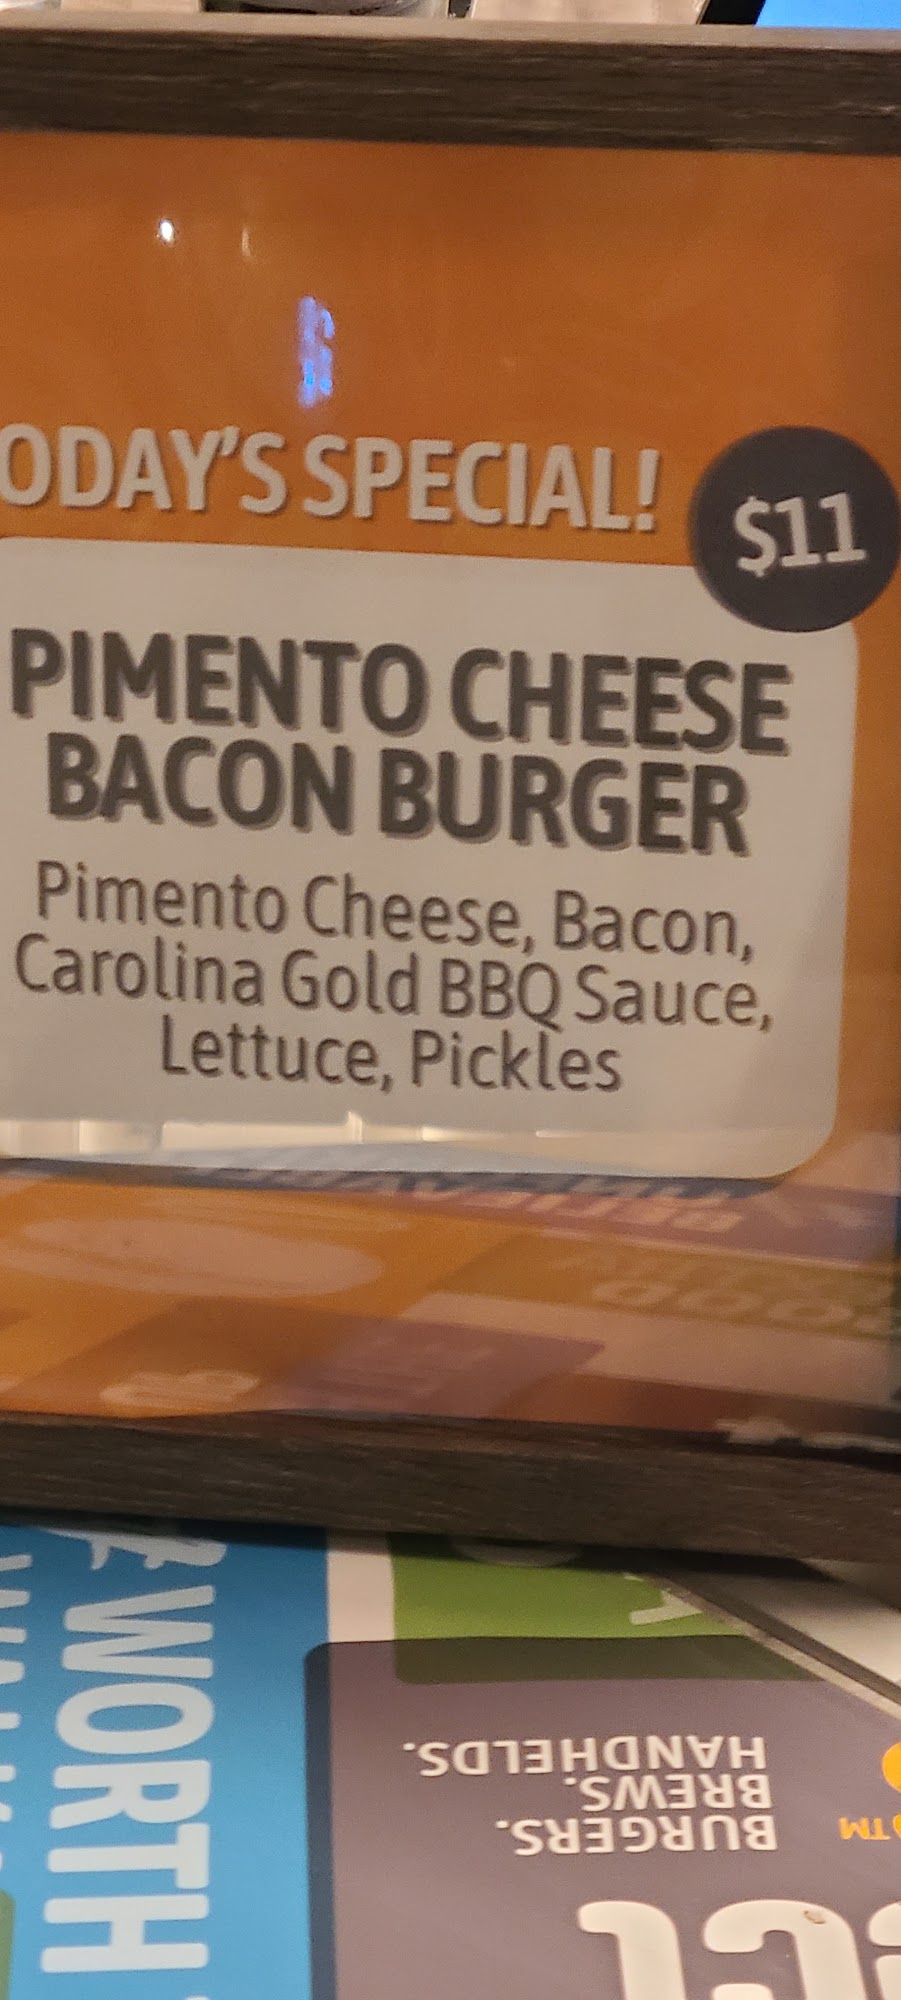 ODAY'S SPECIAL!
$11
PIMENTO CHEESE
BACON BURGER
Pimento Cheese, Bacon,
Carolina Gold BBQ Sauce,
Lettuce, Pickles
WORTH
BURGERS.
BREWS.
HANDHELDS.
TM